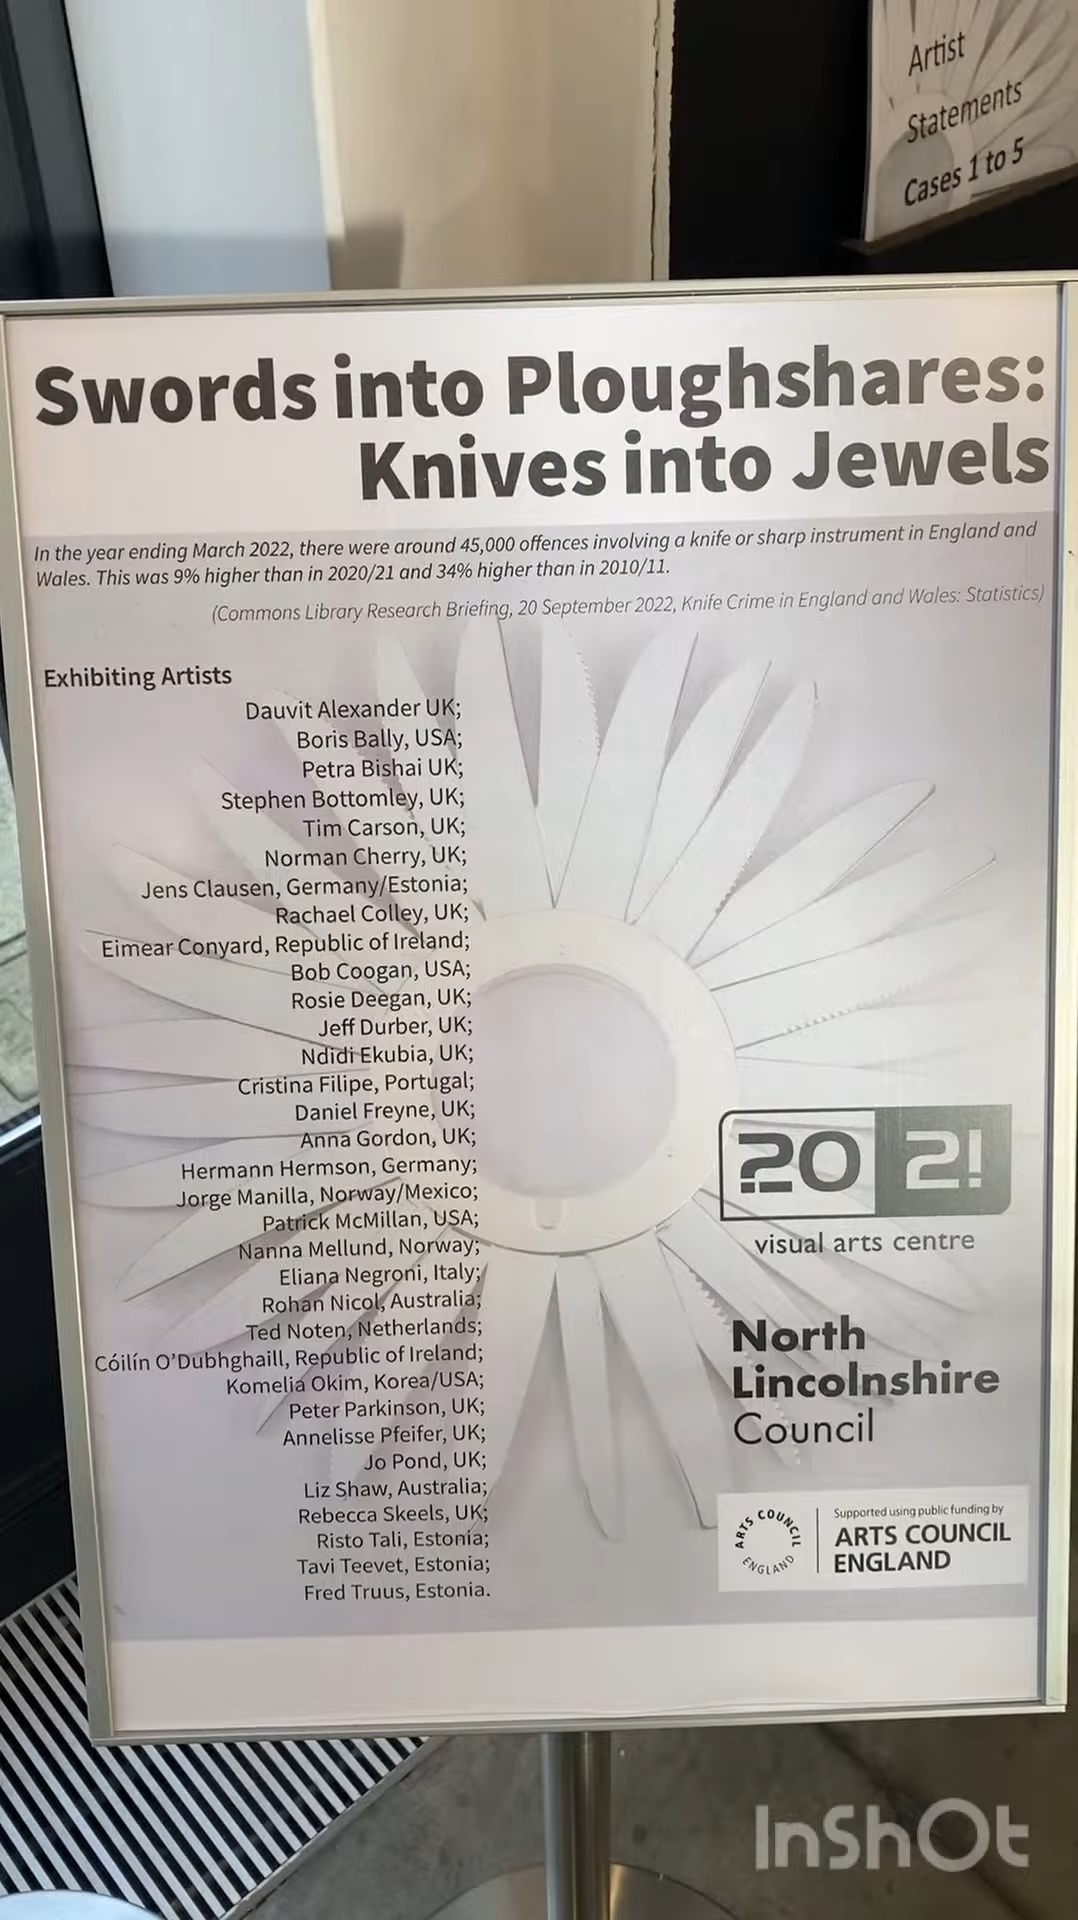 Artist
Statements
Cases 1 to 5
Swords into Ploughshares:
Knives into Jewels
In the year ending March 2022, there were around 45,000 offences involving a knife or sharp instrument in England and
Wales. This was 9% higher than in 2020/21 and 34% higher than in 2010/11.
(Commons Library Research Briefing, 20 September 2022, Knife Crime in England and Wales: Statistics)
Exhibiting Artists
Dauvit Alexander UK;
Boris Bally, USA;
Petra Bishai UK;
Stephen Bottomley, UK;
Tim Carson, UK;
Norman Cherry, UK;
Jens Clausen, Germany/Estonia;
Rachael Colley, UK;
Eimear Conyard, Republic of Ireland;
Bob Coogan, USA;
Rosie Deegan, UK;
Jeff Durber, UK;
Ndidi Ekubia, UK;
Cristina Filipe, Portugal;
Daniel Freyne, UK;
Anna Gordon, UK;
Hermann Hermson, Germany;
Jorge Manilla, Norway/Mexico;
Patrick McMillan, USA;
Nanna Mellund, Norway;
Eliana Negroni, Italy;
Rohan Nicol, Australia;
Ted Noten, Netherlands;
Cóilín O'Dubhghaill, Republic of Ireland;
Komelia Okim, Korea/USA;
Peter Parkinson, UK;
Annelisse Pfeifer, UK;
Jo Pond, UK;
Liz Shaw, Australia;
Rebecca Skeels, UK;
Risto Tali, Estonia;
Tavi Teevet, Estonia;
Fred Truus, Estonia.
20 21
visual arts centre
North
Lincolnshire
Council
ARTS COUNCIL
ENGLAND
Supported using public funding by
ARTS COUNCIL
ENGLAND
InShOt